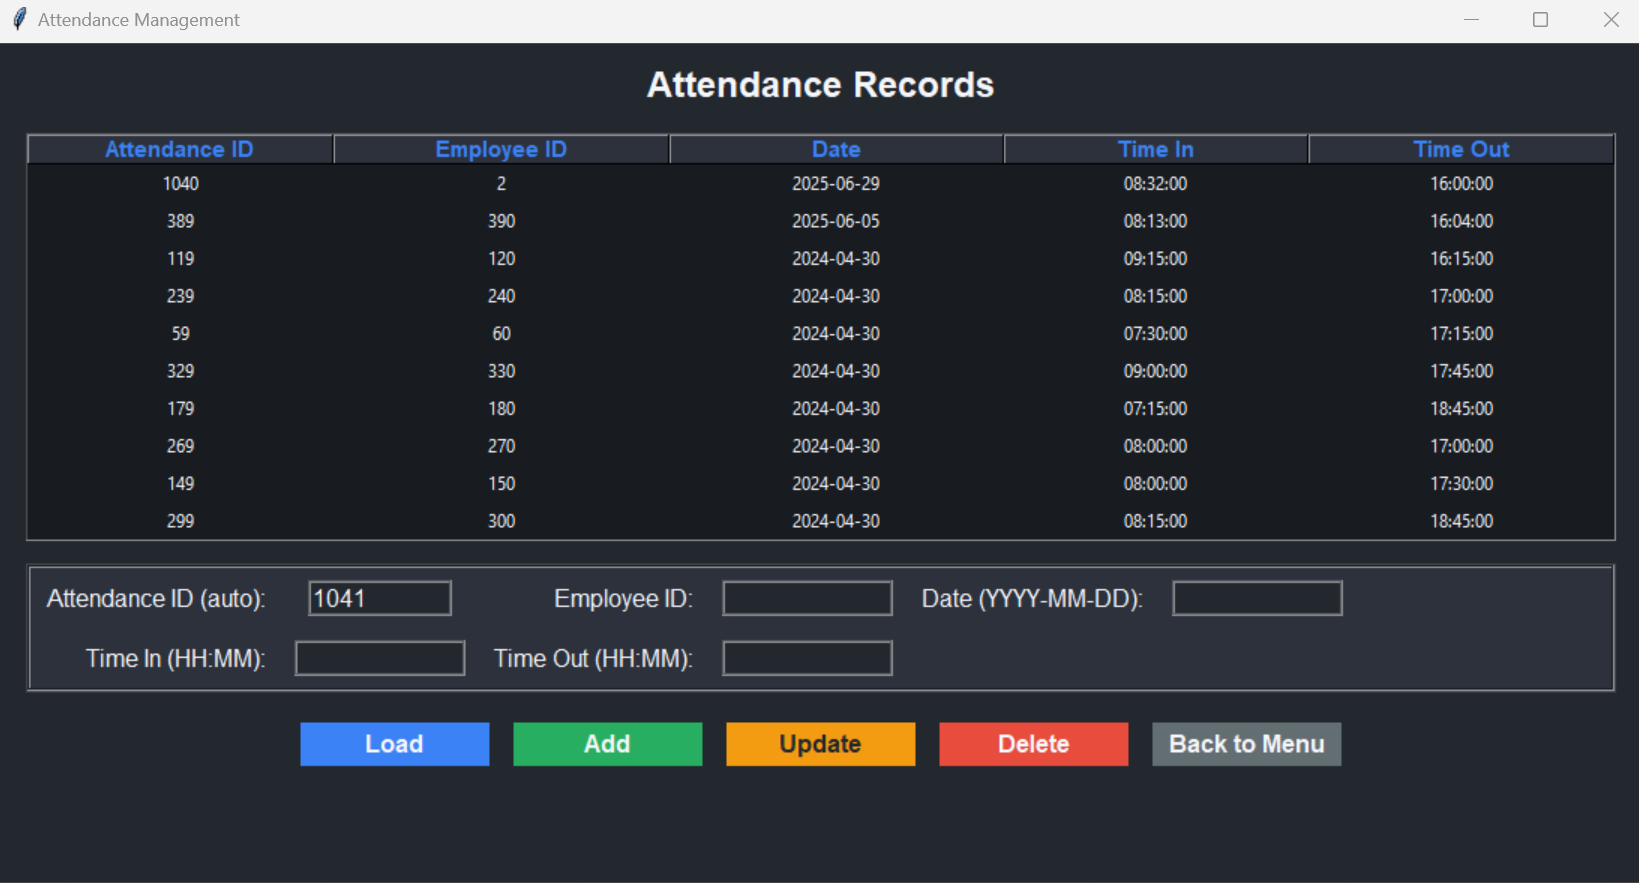 Attendance Management
Attendance Records
Attendance ID Employee ID Date Time In Time Out
1040 2 2025-06-29 08:32:00 16:00:00
389 390 2025-06-05 08:13:00 16:04:00
119 120 2024-04-30 09:15:00 16:15:00
239 240 2024-04-30 08:15:00 17:00:00
59 60 2024-04-30 07:30:00 17:15:00
329 330 2024-04-30 09:00:00 17:45:00
179 180 2024-04-30 07:15:00 18:45:00
269 270 2024-04-30 08:00:00 17:00:00
149 150 2024-04-30 08:00:00 17:30:00
299 300 2024-04-30 08:15:00 18:45:00
Attendance ID (auto): 1041 Employee ID: Date (YYYY-MM-DD):
Time In (HH:MM): Time Out (HH:MM):
Load Add Update Delete Back to Menu